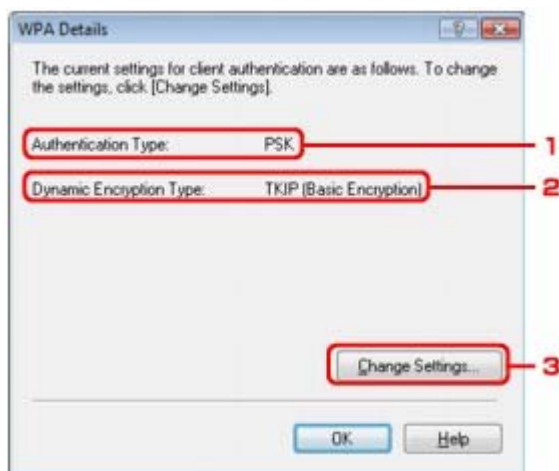 WPA Details
The current settings for client authentication are as follows. To change
the settings, click [Change Settings].
Authentication Type: PSK 1
Dynamic Encryption Type: TKIP (Basic Encryption) 2
Change Settings... 3
OK Help